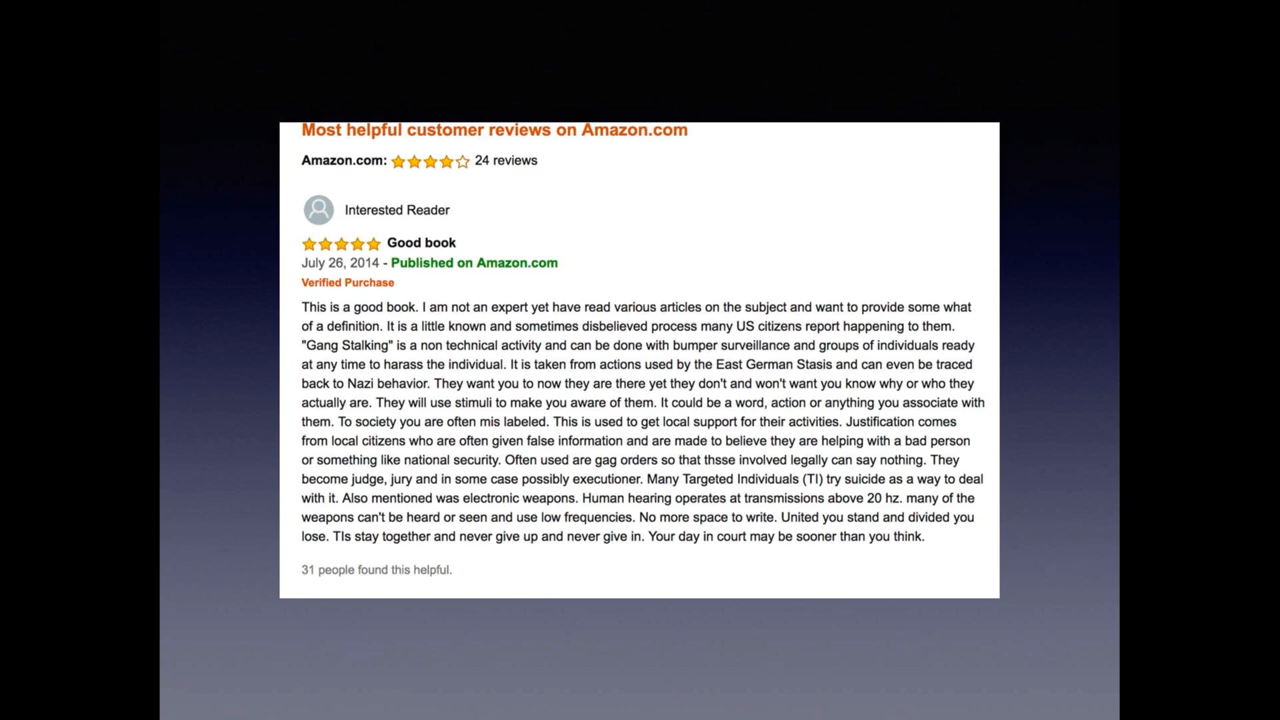 Most helpful customer reviews on Amazon.com
Amazon.com: 24 reviews
Interested Reader
Good book
July 26, 2014 - Published on Amazon.com
Verified Purchase
This is a good book. I am not an expert yet have read various articles on the subject and want to provide some what
of a definition. It is a little known and sometimes disbelieved process many US citizens report happening to them.
"Gang Stalking" is a non technical activity and can be done with bumper surveillance and groups of individuals ready
at any time to harass the individual. It is taken from actions used by the East German Stasis and can even be traced
back to Nazi behavior. They want you to now they are there yet they don't and won't want you know why or who they
actually are. They will use stimuli to make you aware of them. It could be a word, action or anything you associate with
them. To society you are often mis labeled. This is used to get local support for their activities. Justification comes
from local citizens who are often given false information and are made to believe they are helping with a bad person
or something like national security. Often used are gag orders so that thsse involved legally can say nothing. They
become judge, jury and in some case possibly executioner. Many Targeted Individuals (TI) try suicide as a way to deal
with it. Also mentioned was electronic weapons. Human hearing operates at transmissions above 20 hz. many of the
weapons can't be heard or seen and use low frequencies. No more space to write. United you stand and divided you
lose. TIs stay together and never give up and never give in. Your day in court may be sooner than you think.
31 people found this helpful.